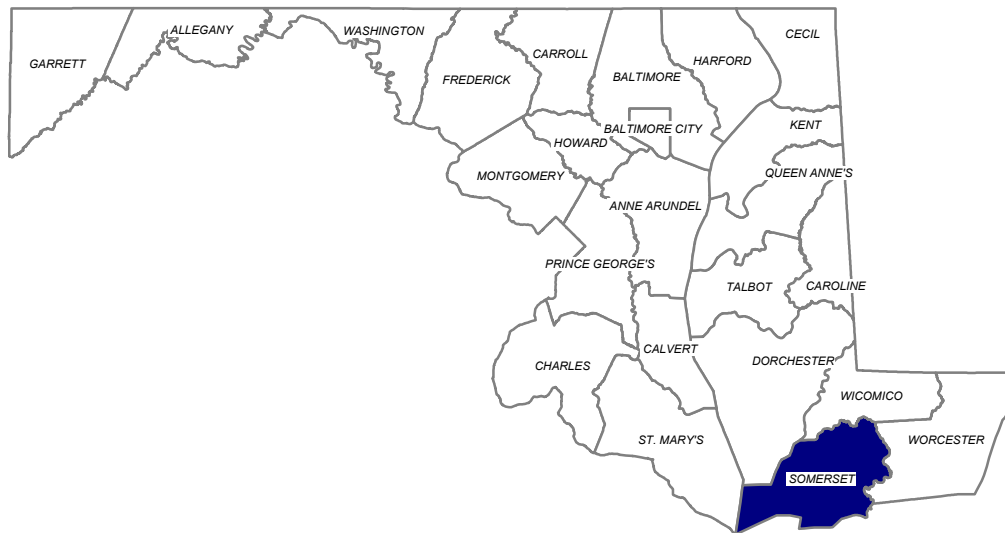 CECIL
ALLEGANY
WASHINGTON
CARROLL
HARFORD
GARRETT
FREDERICK
BALTIMORE
KENT
BALTIMORE CITY
HOWARD
QUEEN ANNE'S
MONTGOMERY
ANNE ARUNDEL
PRINCE GEORGE'S
TALBOT
CAROLINE
CALVERT
DORCHESTER
CHARLES
WICOMICO
ST. MARY'S
WORCESTER
SOMERSET